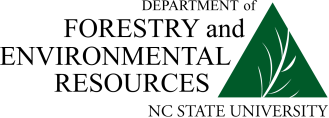 DEPARTMENT of
FORESTRY and
ENVIRONMENTAL
RESOURCES
NC STATE UNIVERSITY